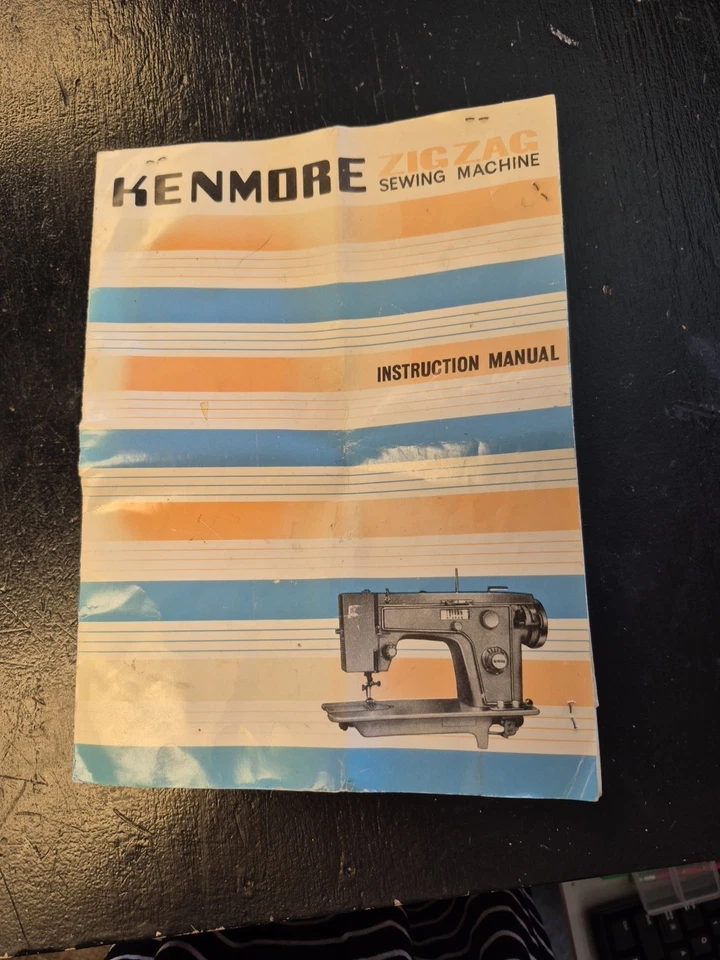 KENMORE
ZIGZAG
SEWING MACHINE
INSTRUCTION MANUAL